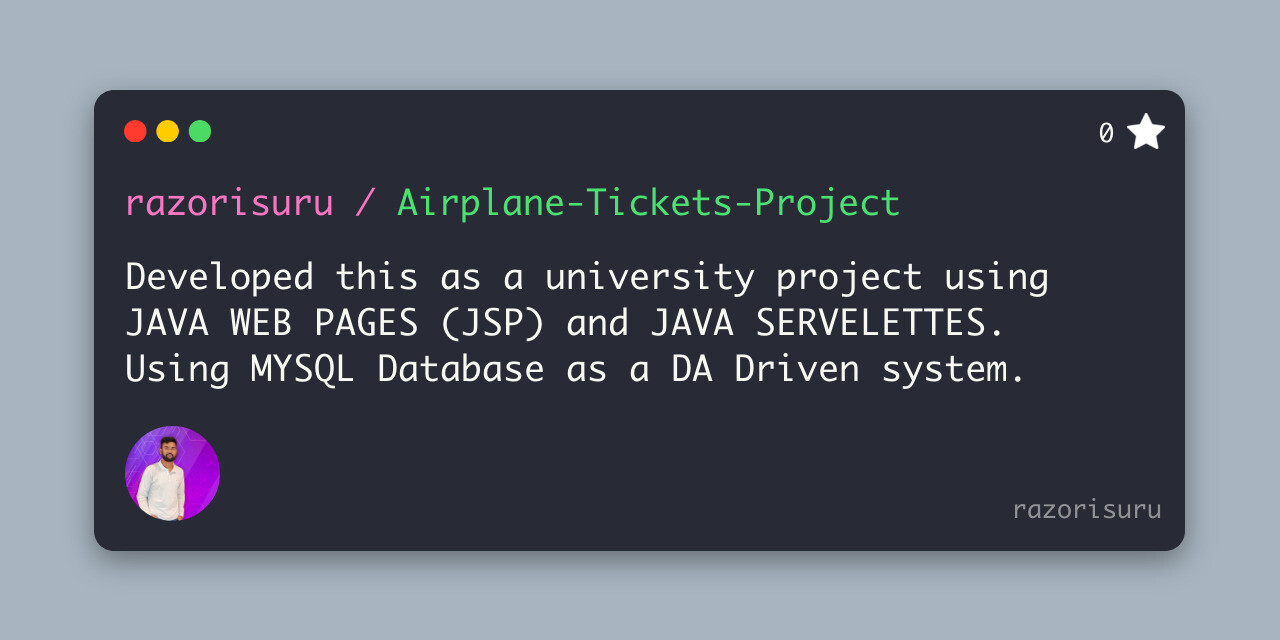 0
razorisuru / Airplane-Tickets-Project
Developed this as a university project using
JAVA WEB PAGES (JSP) and JAVA SERVELETTES.
Using MYSQL Database as a DA Driven system.
razorisuru